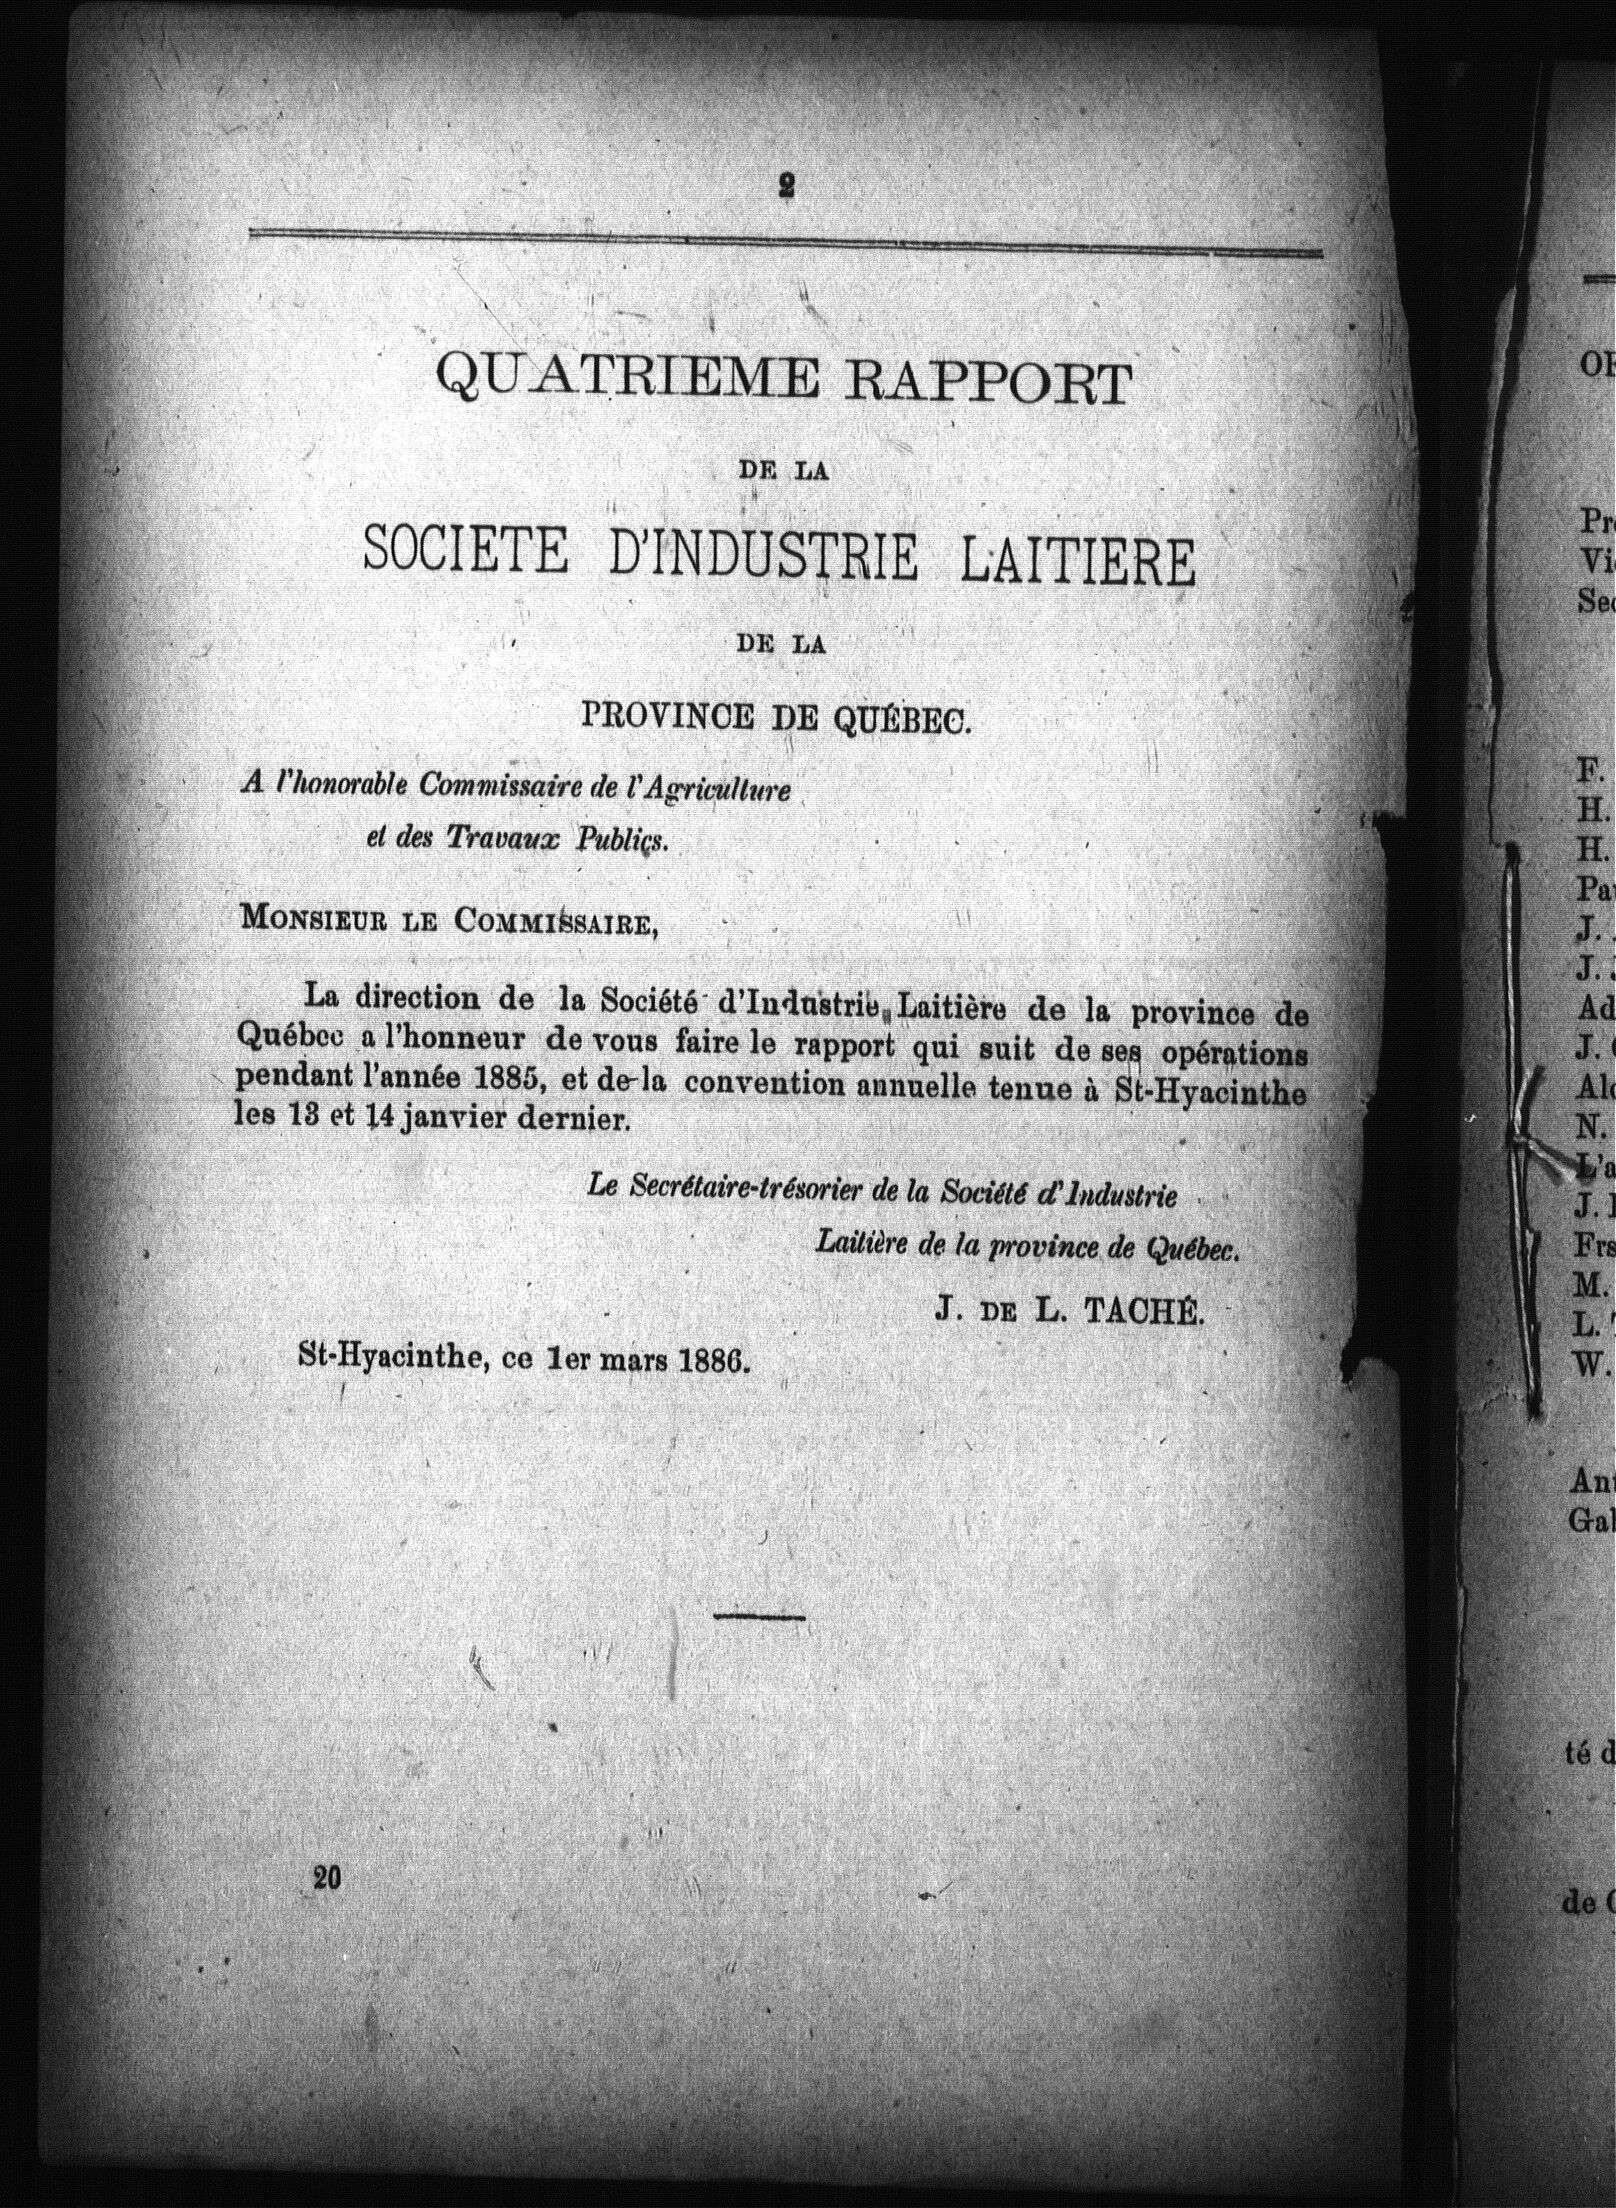 2
QUATRIEME RAPPORT
DE LA
SOCIETE D'INDUSTRIE LAITIERE
DE LA
PROVINCE DE QUÉBEC.
A l'honorable Commissaire de l'Agriculture
et des Travaux Publics.
MONSIEUR LE COMMISSAIRE,
La direction de la Société d'Industrie Laitière de la province de
Québec a l'honneur de vous faire le rapport qui suit de ses opérations
pendant l'année 1885, et de la convention annuelle tenue à St-Hyacinthe
les 13 et 14 janvier dernier.
Le Secrétaire-trésorier de la Société d'Industrie
Laitière de la province de Québec.
J. DE L. TACHÉ.
St-Hyacinthe, ce 1er mars 1886.
20
F.
H.
H.
J.
J.
J.
N.
J.
Frs
M.
L.
W.
té d
de